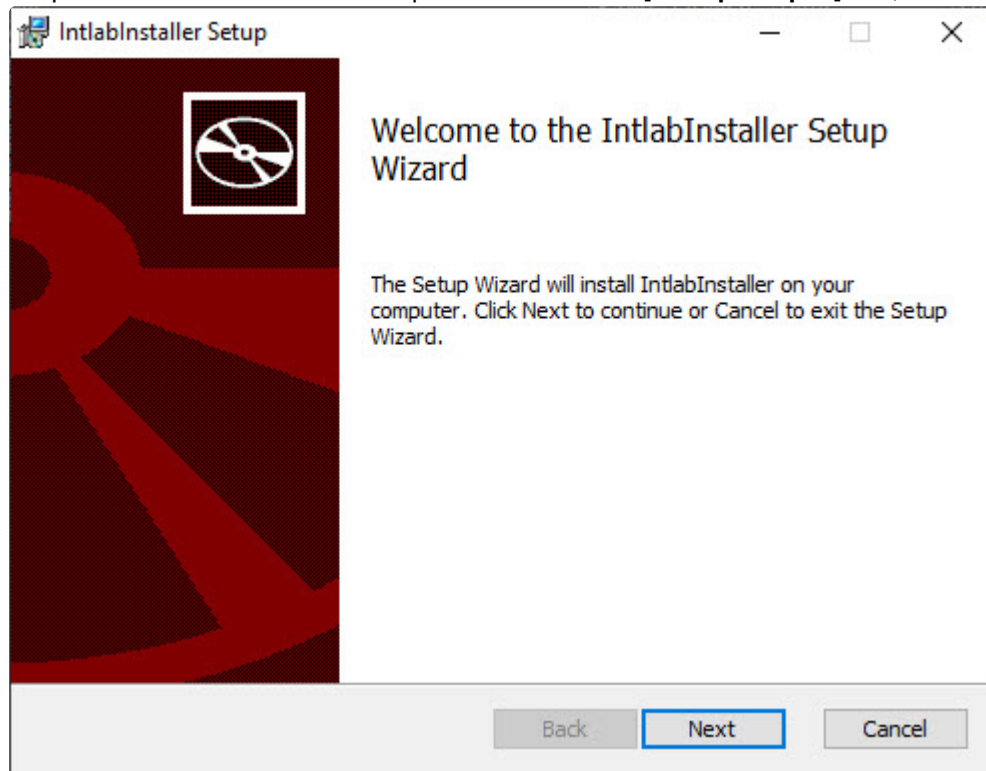 IntlabInstaller Setup
Welcome to the IntlabInstaller Setup
Wizard
The Setup Wizard will install IntlabInstaller on your
computer. Click Next to continue or Cancel to exit the Setup
Wizard.
Back Next Cancel